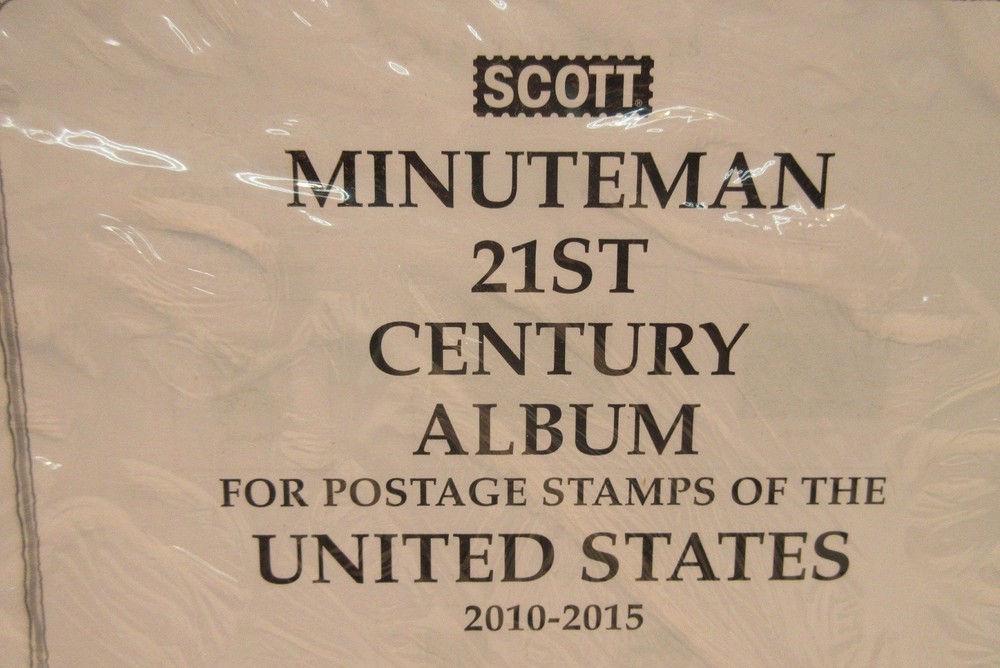 SCOTT®
MINUTEMAN
21ST
CENTURY
ALBUM
FOR POSTAGE STAMPS OF THE
UNITED STATES
2010-2015